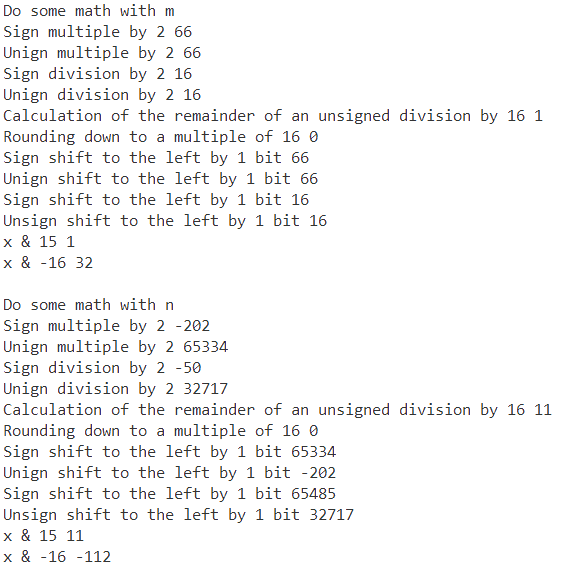 Do some math with m
Sign multiple by 2 66
Unign multiple by 2 66
Sign division by 2 16
Unign division by 2 16
Calculation of the remainder of an unsigned division by 16 1
Rounding down to a multiple of 16 0
Sign shift to the left by 1 bit 66
Unign shift to the left by 1 bit 66
Sign shift to the left by 1 bit 16
Unsign shift to the left by 1 bit 16
x & 15 1
x & -16 32
Do some math with n
Sign multiple by 2 -202
Unign multiple by 2 65334
Sign division by 2 -50
Unign division by 2 32717
Calculation of the remainder of an unsigned division by 16 11
Rounding down to a multiple of 16 0
Sign shift to the left by 1 bit 65334
Unign shift to the left by 1 bit -202
Sign shift to the left by 1 bit 65485
Unsign shift to the left by 1 bit 32717
x & 15 11
x & -16 -112